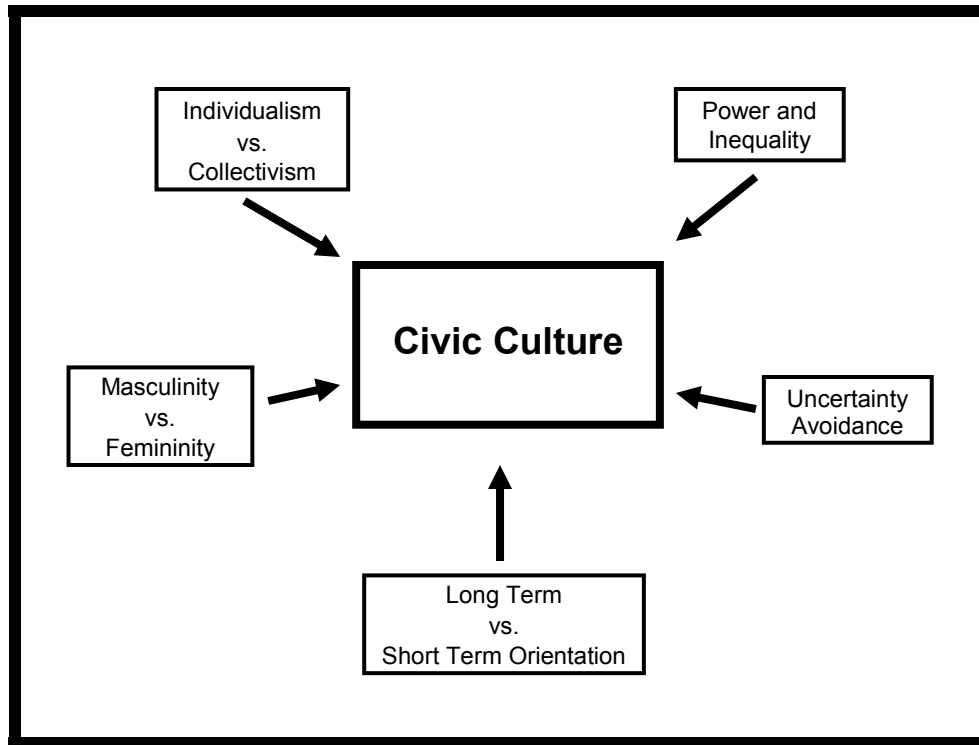 Individualism
vs.
Collectivism
Power and
Inequality
Civic Culture
Masculinity
vs.
Femininity
Uncertainty
Avoidance
Long Term
vs.
Short Term Orientation